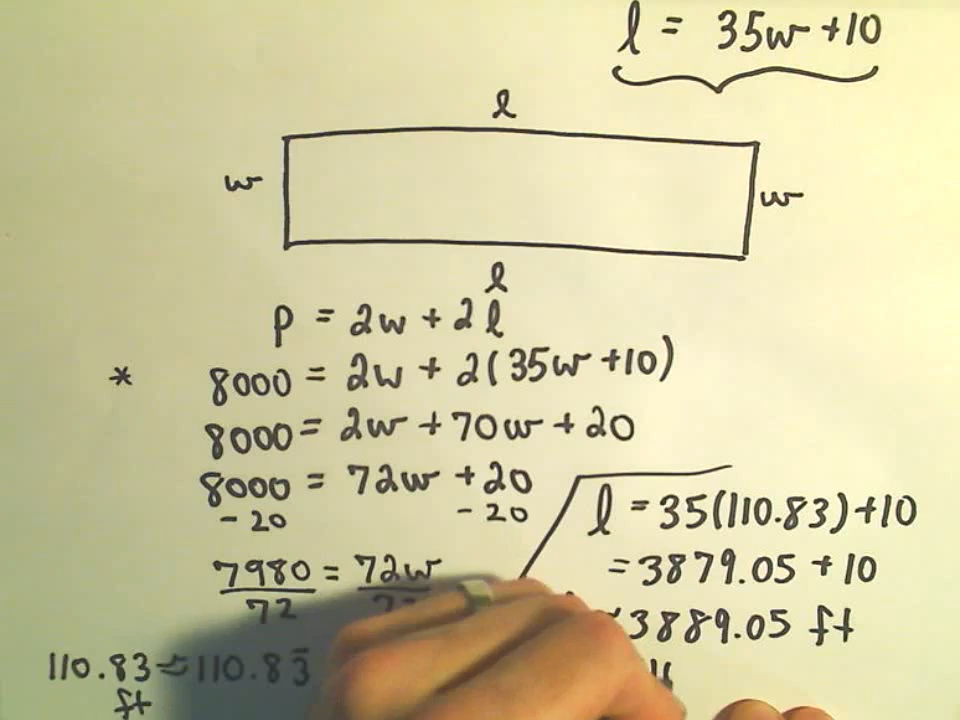 l = 35w + 10
l
w
w
l
P = 2w + 2l
* 8000 = 2w + 2(35w + 10)
8000 = 2w + 70w + 20
8000 = 72w + 20
- 20 - 20
l = 35(110.83) + 10
7980 = 72w
72
= 3879.05 + 10
3889.05 ft
110.83 ≈ 110.83̅
ft